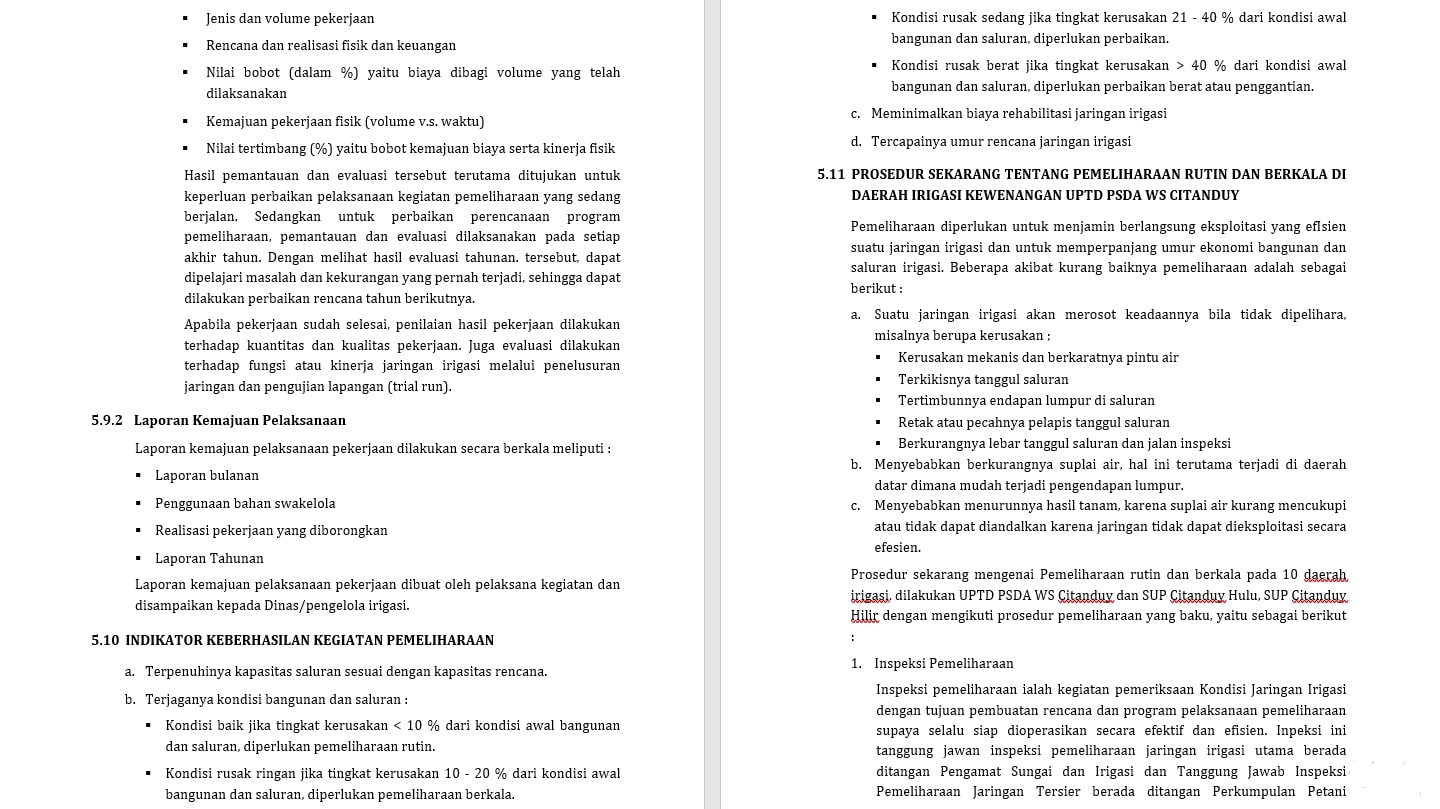 ▪ Jenis dan volume pekerjaan
▪ Rencana dan realisasi fisik dan keuangan
▪ Nilai bobot (dalam %) yaitu biaya dibagi volume yang telah
dilaksanakan
▪ Kemajuan pekerjaan fisik (volume v.s. waktu)
▪ Nilai tertimbang (%) yaitu bobot kemajuan biaya serta kinerja fisik
Hasil pemantauan dan evaluasi tersebut terutama ditujukan untuk
keperluan perbaikan pelaksanaan kegiatan pemeliharaan yang sedang
berjalan. Sedangkan untuk perbaikan perencanaan program
pemeliharaan, pemantauan dan evaluasi dilaksanakan pada setiap
akhir tahun. Dengan melihat hasil evaluasi tahunan. tersebut, dapat
dipelajari masalah dan kekurangan yang pernah terjadi, sehingga dapat
dilakukan perbaikan rencana tahun berikutnya.
Apabila pekerjaan sudah selesai, penilaian hasil pekerjaan dilakukan
terhadap kuantitas dan kualitas pekerjaan. Juga evaluasi dilakukan
terhadap fungsi atau kinerja jaringan irigasi melalui penelusuran
jaringan dan pengujian lapangan (trial run).
5.9.2 Laporan Kemajuan Pelaksanaan
Laporan kemajuan pelaksanaan pekerjaan dilakukan secara berkala meliputi :
▪ Laporan bulanan
▪ Penggunaan bahan swakelola
▪ Realisasi pekerjaan yang diborongkan
▪ Laporan Tahunan
Laporan kemajuan pelaksanaan pekerjaan dibuat oleh pelaksana kegiatan dan
disampaikan kepada Dinas/pengelola irigasi.
5.10 INDIKATOR KEBERHASILAN KEGIATAN PEMELIHARAAN
a. Terpenuhinya kapasitas saluran sesuai dengan kapasitas rencana.
b. Terjaganya kondisi bangunan dan saluran :
▪ Kondisi baik jika tingkat kerusakan < 10 % dari kondisi awal bangunan
dan saluran, diperlukan pemeliharaan rutin.
▪ Kondisi rusak ringan jika tingkat kerusakan 10 - 20 % dari kondisi awal
bangunan dan saluran, diperlukan pemeliharaan berkala.
▪ Kondisi rusak sedang jika tingkat kerusakan 21 - 40 % dari kondisi awal
bangunan dan saluran, diperlukan perbaikan.
▪ Kondisi rusak berat jika tingkat kerusakan > 40 % dari kondisi awal
bangunan dan saluran, diperlukan perbaikan berat atau penggantian.
c. Meminimalkan biaya rehabilitasi jaringan irigasi
d. Tercapainya umur rencana jaringan irigasi
5.11 PROSEDUR SEKARANG TENTANG PEMELIHARAAN RUTIN DAN BERKALA DI
DAERAH IRIGASI KEWENANGAN UPTD PSDA WS CITANDUY
Pemeliharaan diperlukan untuk menjamin berlangsung eksploitasi yang efIsien
suatu jaringan irigasi dan untuk memperpanjang umur ekonomi bangunan dan
saluran irigasi. Beberapa akibat kurang baiknya pemeliharaan adalah sebagai
berikut :
a. Suatu jaringan irigasi akan merosot keadaannya bila tidak dipelihara,
misalnya berupa kerusakan ;
▪ Kerusakan mekanis dan berkaratnya pintu air
▪ Terkikisnya tanggul saluran
▪ Tertimbunnya endapan lumpur di saluran
▪ Retak atau pecahnya pelapis tanggul saluran
▪ Berkurangnya lebar tanggul saluran dan jalan inspeksi
b. Menyebabkan berkurangnya suplai air, hal ini terutama terjadi di daerah
datar dimana mudah terjadi pengendapan lumpur.
c. Menyebabkan menurunnya hasil tanam, karena suplai air kurang mencukupi
atau tidak dapat diandalkan karena jaringan tidak dapat dieksploitasi secara
efesien.
Prosedur sekarang mengenai Pemeliharaan rutin dan berkala pada 10 daerah
irigasi, dilakukan UPTD PSDA WS Citanduy dan SUP Citanduy Hulu, SUP Citanduy
Hilir dengan mengikuti prosedur pemeliharaan yang baku, yaitu sebagai berikut
:
1. Inspeksi Pemeliharaan
Inspeksi pemeliharaan ialah kegiatan pemeriksaan Kondisi Jaringan Irigasi
dengan tujuan pembuatan rencana dan program pelaksanaan pemeliharaan
supaya selalu siap dioperasikan secara efektif dan efisien. Inpeksi ini
tanggung jawan inspeksi pemeliharaan jaringan irigasi utama berada
ditangan Pengamat Sungai dan Irigasi dan Tanggung Jawab Inspeksi
Pemeliharaan Jaringan Tersier berada ditangan Perkumpulan Petani